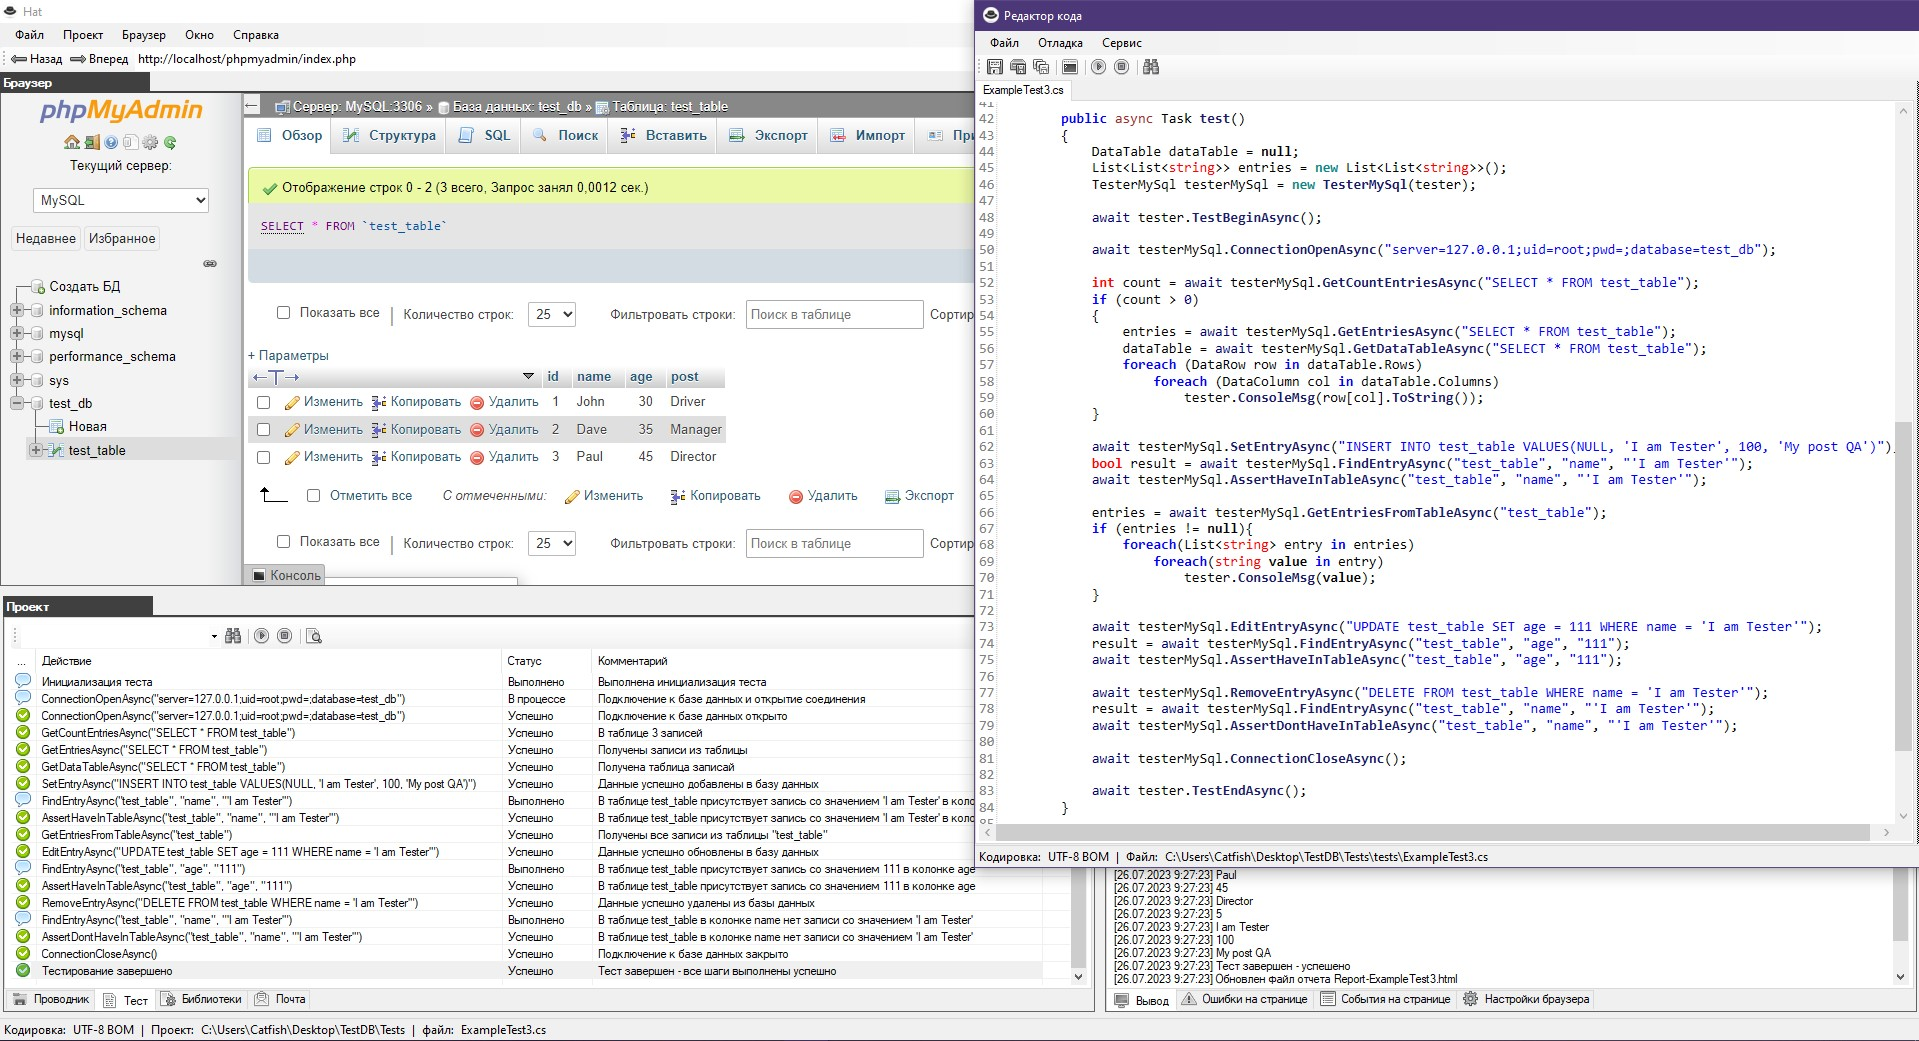 Hat
Файл Проект Браузер Окно Справка
Назад Вперед http://localhost/phpmyadmin/index.php
Браузер
phpMyAdmin
Текущий сервер:
MySQL
Недавнее Избранное
Создать БД
information_schema
mysql
performance_schema
sys
test_db
Новая
test_table
Сервер: MySQL:3306 » База данных: test_db » Таблица: test_table
Обзор Структура SQL Поиск Вставить Экспорт Импорт При
Отображение строк 0 - 2 (3 всего, Запрос занял 0,0012 сек.)
SELECT * FROM `test_table`
Показать все | Количество строк: 25 Фильтровать строки: Поиск в таблице Сортир
+ Параметры
←T→ id name age post
Изменить Копировать Удалить 1 John 30 Driver
Изменить Копировать Удалить 2 Dave 35 Manager
Изменить Копировать Удалить 3 Paul 45 Director
Отметить все С отмеченными: Изменить Копировать Удалить Экспорт
Показать все | Количество строк: 25 Фильтровать строки: Поиск в таблице Сортир
Консоль
Редактор кода
Файл Отладка Сервис
ExampleTest3.cs
41
42 public async Task test()
43 {
44 DataTable dataTable = null;
45 List<List<string>> entries = new List<List<string>>();
46 TesterMySql testerMySql = new TesterMySql(tester);
47
48 await tester.TestBeginAsync();
49
50 await testerMySql.ConnectionOpenAsync("server=127.0.0.1;uid=root;pwd=;database=test_db");
51
52 int count = await testerMySql.GetCountEntriesAsync("SELECT * FROM test_table");
53 if (count > 0)
54 {
55 entries = await testerMySql.GetEntriesAsync("SELECT * FROM test_table");
56 dataTable = await testerMySql.GetDataTableAsync("SELECT * FROM test_table");
57 foreach (DataRow row in dataTable.Rows)
58 foreach (DataColumn col in dataTable.Columns)
59 tester.ConsoleMsg(row[col].ToString());
60 }
61
62 await testerMySql.SetEntryAsync("INSERT INTO test_table VALUES(NULL, 'I am Tester', 100, 'My post QA')")
63 bool result = await testerMySql.FindEntryAsync("test_table", "name", "'I am Tester'");
64 await testerMySql.AssertHaveInTableAsync("test_table", "name", "'I am Tester'");
65
66 entries = await testerMySql.GetEntriesFromTableAsync("test_table");
67 if (entries != null){
68 foreach(List<string> entry in entries)
69 foreach(string value in entry)
70 tester.ConsoleMsg(value);
71 }
72
73 await testerMySql.EditEntryAsync("UPDATE test_table SET age = 111 WHERE name = 'I am Tester'");
74 result = await testerMySql.FindEntryAsync("test_table", "age", "111");
75 await testerMySql.AssertHaveInTableAsync("test_table", "age", "111");
76
77 await testerMySql.RemoveEntryAsync("DELETE FROM test_table WHERE name = 'I am Tester'");
78 result = await testerMySql.FindEntryAsync("test_table", "name", "'I am Tester'");
79 await testerMySql.AssertDontHaveInTableAsync("test_table", "name", "'I am Tester'");
80
81 await testerMySql.ConnectionCloseAsync();
82
83 await tester.TestEndAsync();
84 }
85
Кодировка: UTF-8 BOM | Файл: C:\Users\Catfish\Desktop\TestDB\Tests\tests\ExampleTest3.cs
Проект
... Действие Статус Комментарий
Инициализация теста Выполнено Выполнена инициализация теста
ConnectionOpenAsync("server=127.0.0.1;uid=root;pwd=;database=test_db") В процессе Подключение к базе данных и открытие соединения
ConnectionOpenAsync("server=127.0.0.1;uid=root;pwd=;database=test_db") Успешно Подключение к базе данных открыто
GetCountEntriesAsync("SELECT * FROM test_table") Успешно В таблице 3 записей
GetEntriesAsync("SELECT * FROM test_table") Успешно Получены записи из таблицы
GetDataTableAsync("SELECT * FROM test_table") Успешно Получена таблица записай
SetEntryAsync("INSERT INTO test_table VALUES(NULL, 'I am Tester', 100, 'My post QA')") Успешно Данные успешно добавлены в базу данных
FindEntryAsync("test_table", "name", "'I am Tester'") Выполнено В таблице test_table присутствует запись со значением 'I am Tester' в коло
AssertHaveInTableAsync("test_table", "name", "'I am Tester'") Успешно В таблице test_table присутствует запись со значением 'I am Tester' в коло
GetEntriesFromTableAsync("test_table") Успешно Получены все записи из таблицы "test_table"
EditEntryAsync("UPDATE test_table SET age = 111 WHERE name = 'I am Tester'") Успешно Данные успешно обновлены в базу данных
FindEntryAsync("test_table", "age", "111") Выполнено В таблице test_table присутствует запись со значением 111 в колонке age
AssertHaveInTableAsync("test_table", "age", "111") Успешно В таблице test_table присутствует запись со значением 111 в колонке age
RemoveEntryAsync("DELETE FROM test_table WHERE name = 'I am Tester'") Успешно Данные успешно удалены из базы данных
FindEntryAsync("test_table", "name", "'I am Tester'") Выполнено В таблице test_table в колонке name нет записи со значением 'I am Tester'
AssertDontHaveInTableAsync("test_table", "name", "'I am Tester'") Успешно В таблице test_table в колонке name нет записи со значением 'I am Tester'
ConnectionCloseAsync() Успешно Подключение к базе данных закрыто
Тестирование завершено Успешно Тест завершен - все шаги выполнены успешно
Проводник Тест Библиотеки Почта
[26.07.2023 9:27:23] Paul
[26.07.2023 9:27:23] 45
[26.07.2023 9:27:23] Director
[26.07.2023 9:27:23] 5
[26.07.2023 9:27:23] I am Tester
[26.07.2023 9:27:23] 100
[26.07.2023 9:27:23] My post QA
[26.07.2023 9:27:23] Тест завершен - успешено
[26.07.2023 9:27:23] Обновлен файл отчета Report-ExampleTest3.html
Вывод Ошибки на странице События на странице Настройки браузера
Кодировка: UTF-8 BOM | Проект: C:\Users\Catfish\Desktop\TestDB\Tests | файл: ExampleTest3.cs